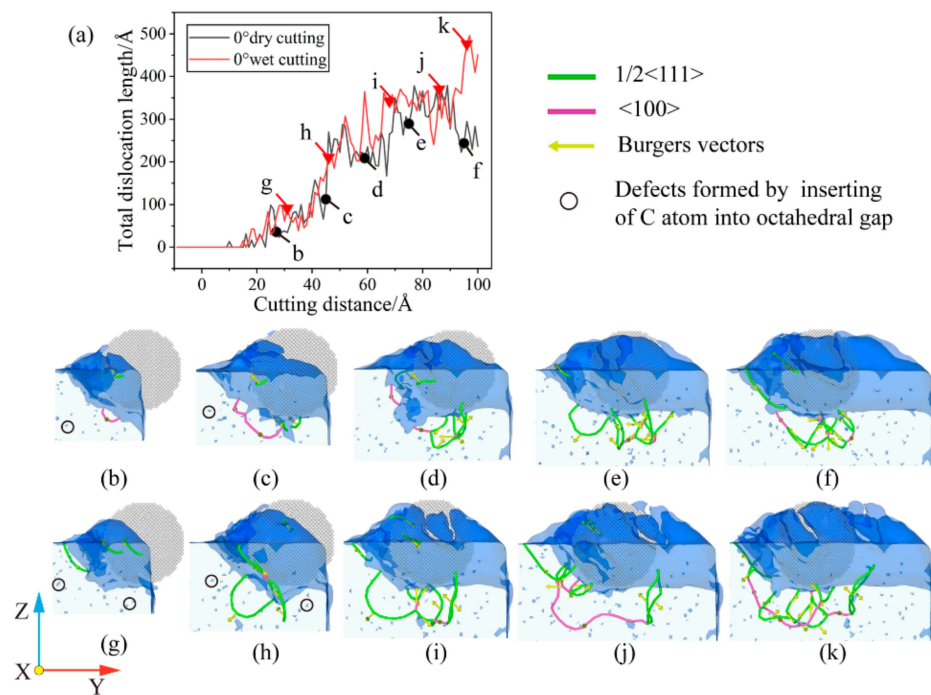 (a)
Total dislocation length/Å
500
400
300
200
100
0
0°dry cutting
0°wet cutting
g
h
i
j
k
b
c
d
e
f
0 20 40 60 80 100
Cutting distance/Å
1/2<111>
<100>
Burgers vectors
Defects formed by inserting
of C atom into octahedral gap
(b) (c) (d) (e) (f)
Z
X
Y
(g) (h) (i) (j) (k)